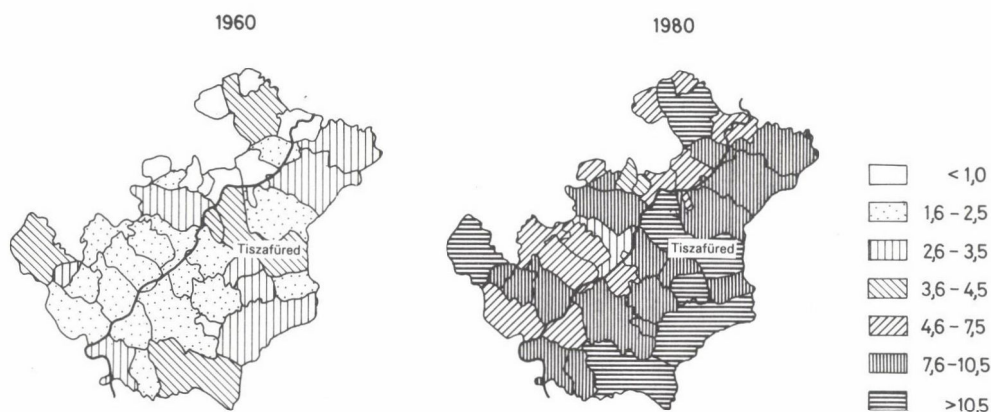 1960
1980
Tiszafüred
Tiszafüred
< 1,0
1,6 – 2,5
2,6 – 3,5
3,6 – 4,5
4,6 – 7,5
7,6 – 10,5
>10,5